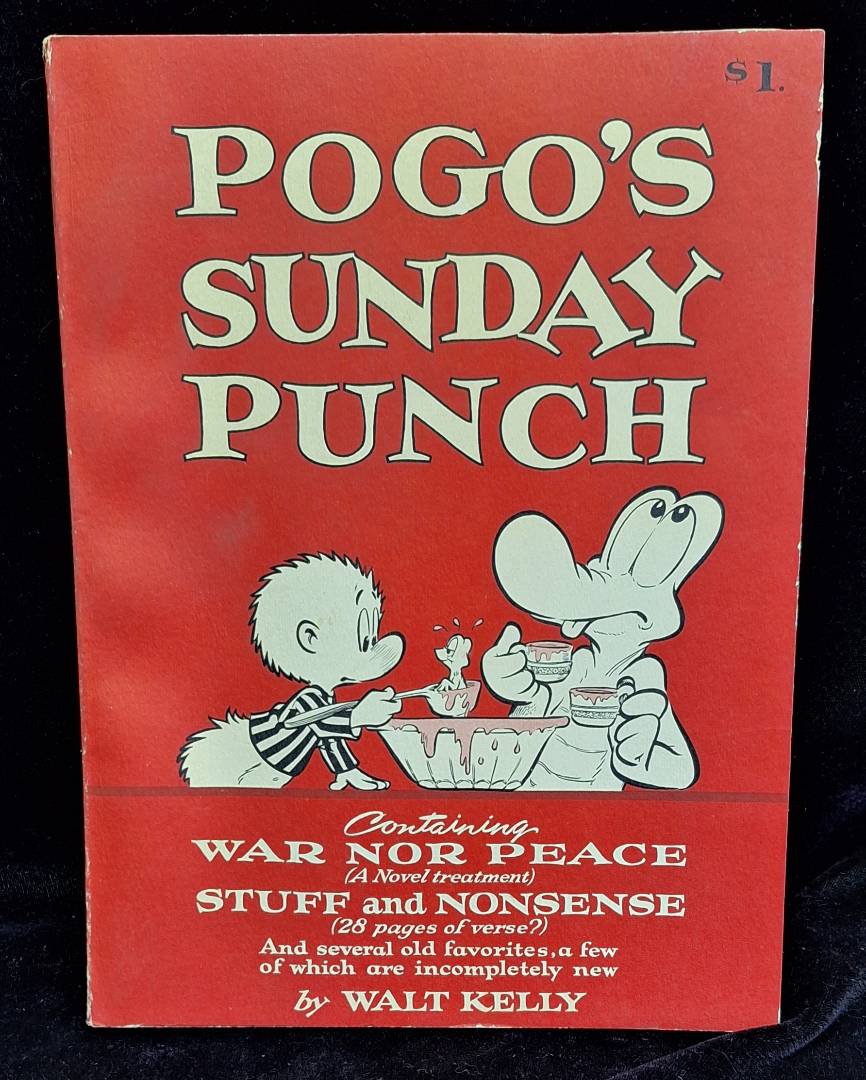 $1.
POGO'S
SUNDAY
PUNCH
Containing
WAR NOR PEACE
(A Novel treatment)
STUFF and NONSENSE
(28 pages of verse?)
And several old favorites, a few
of which are incompletely new
by WALT KELLY